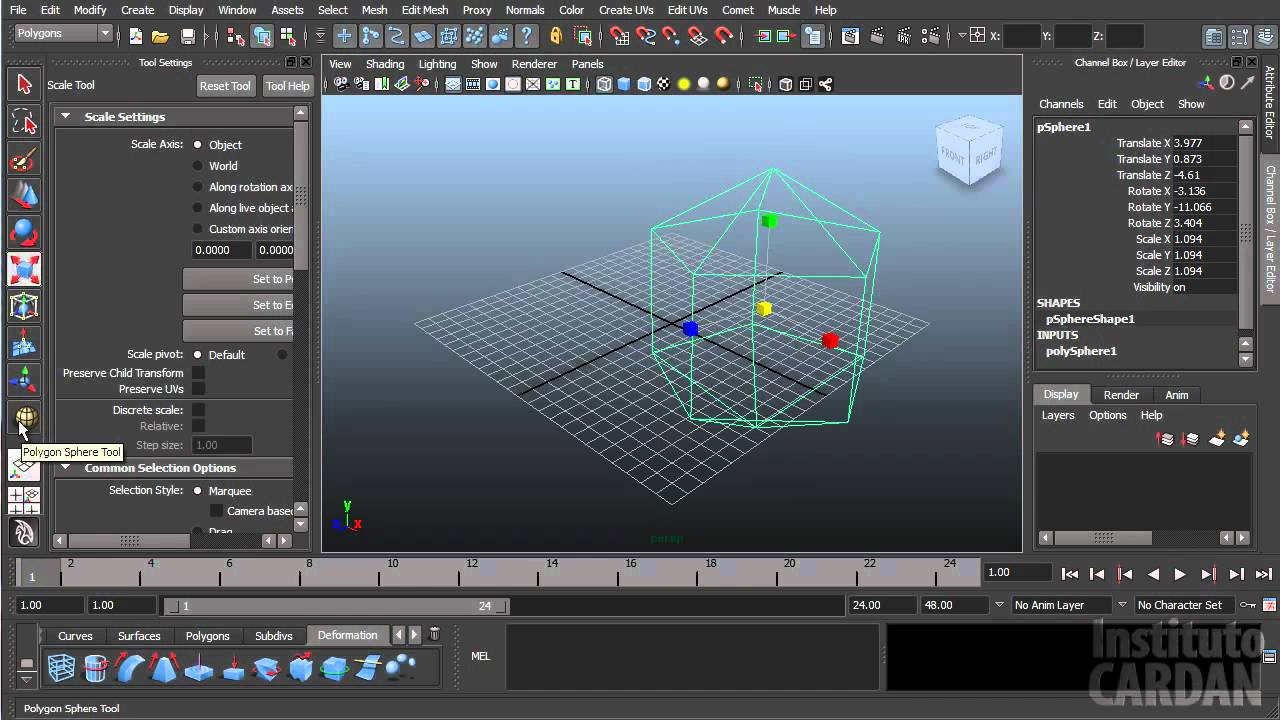 File Edit Modify Create Display Window Assets Select Mesh Edit Mesh Proxy Normals Color Create UVs Edit UVs Comet Muscle Help
Polygons
X: Y: Z:
Tool Settings
Scale Tool Reset Tool Tool Help
Scale Settings
Scale Axis: Object
World
Along rotation ax
Along live object a
Custom axis orien
0.0000 0.0000
Set to P
Set to E
Set to F
Scale pivot: Default
Preserve Child Transform
Preserve UVs
Discrete scale:
Relative:
Step size: 1.00
Common Selection Options
Selection Style: Marquee
Camera based
Drag
Polygon Sphere Tool
View Shading Lighting Show Renderer Panels
TOP
FRONT RIGHT
y
z x
persp
Channel Box / Layer Editor
Channels Edit Object Show
pSphere1
Translate X 3.977
Translate Y 0.873
Translate Z -4.61
Rotate X -3.136
Rotate Y -11.066
Rotate Z 3.404
Scale X 1.094
Scale Y 1.094
Scale Z 1.094
Visibility on
SHAPES
pSphereShape1
INPUTS
polySphere1
Display Render Anim
Layers Options Help
Attribute Editor
Channel Box / Layer Editor
1 2 4 6 8 10 12 14 16 18 20 22 24 1.00
1.00 1.00 1 24 24.00 48.00 No Anim Layer No Character Set
Curves Surfaces Polygons Subdivs Deformation
MEL
Polygon Sphere Tool
Instituto
CARDAN